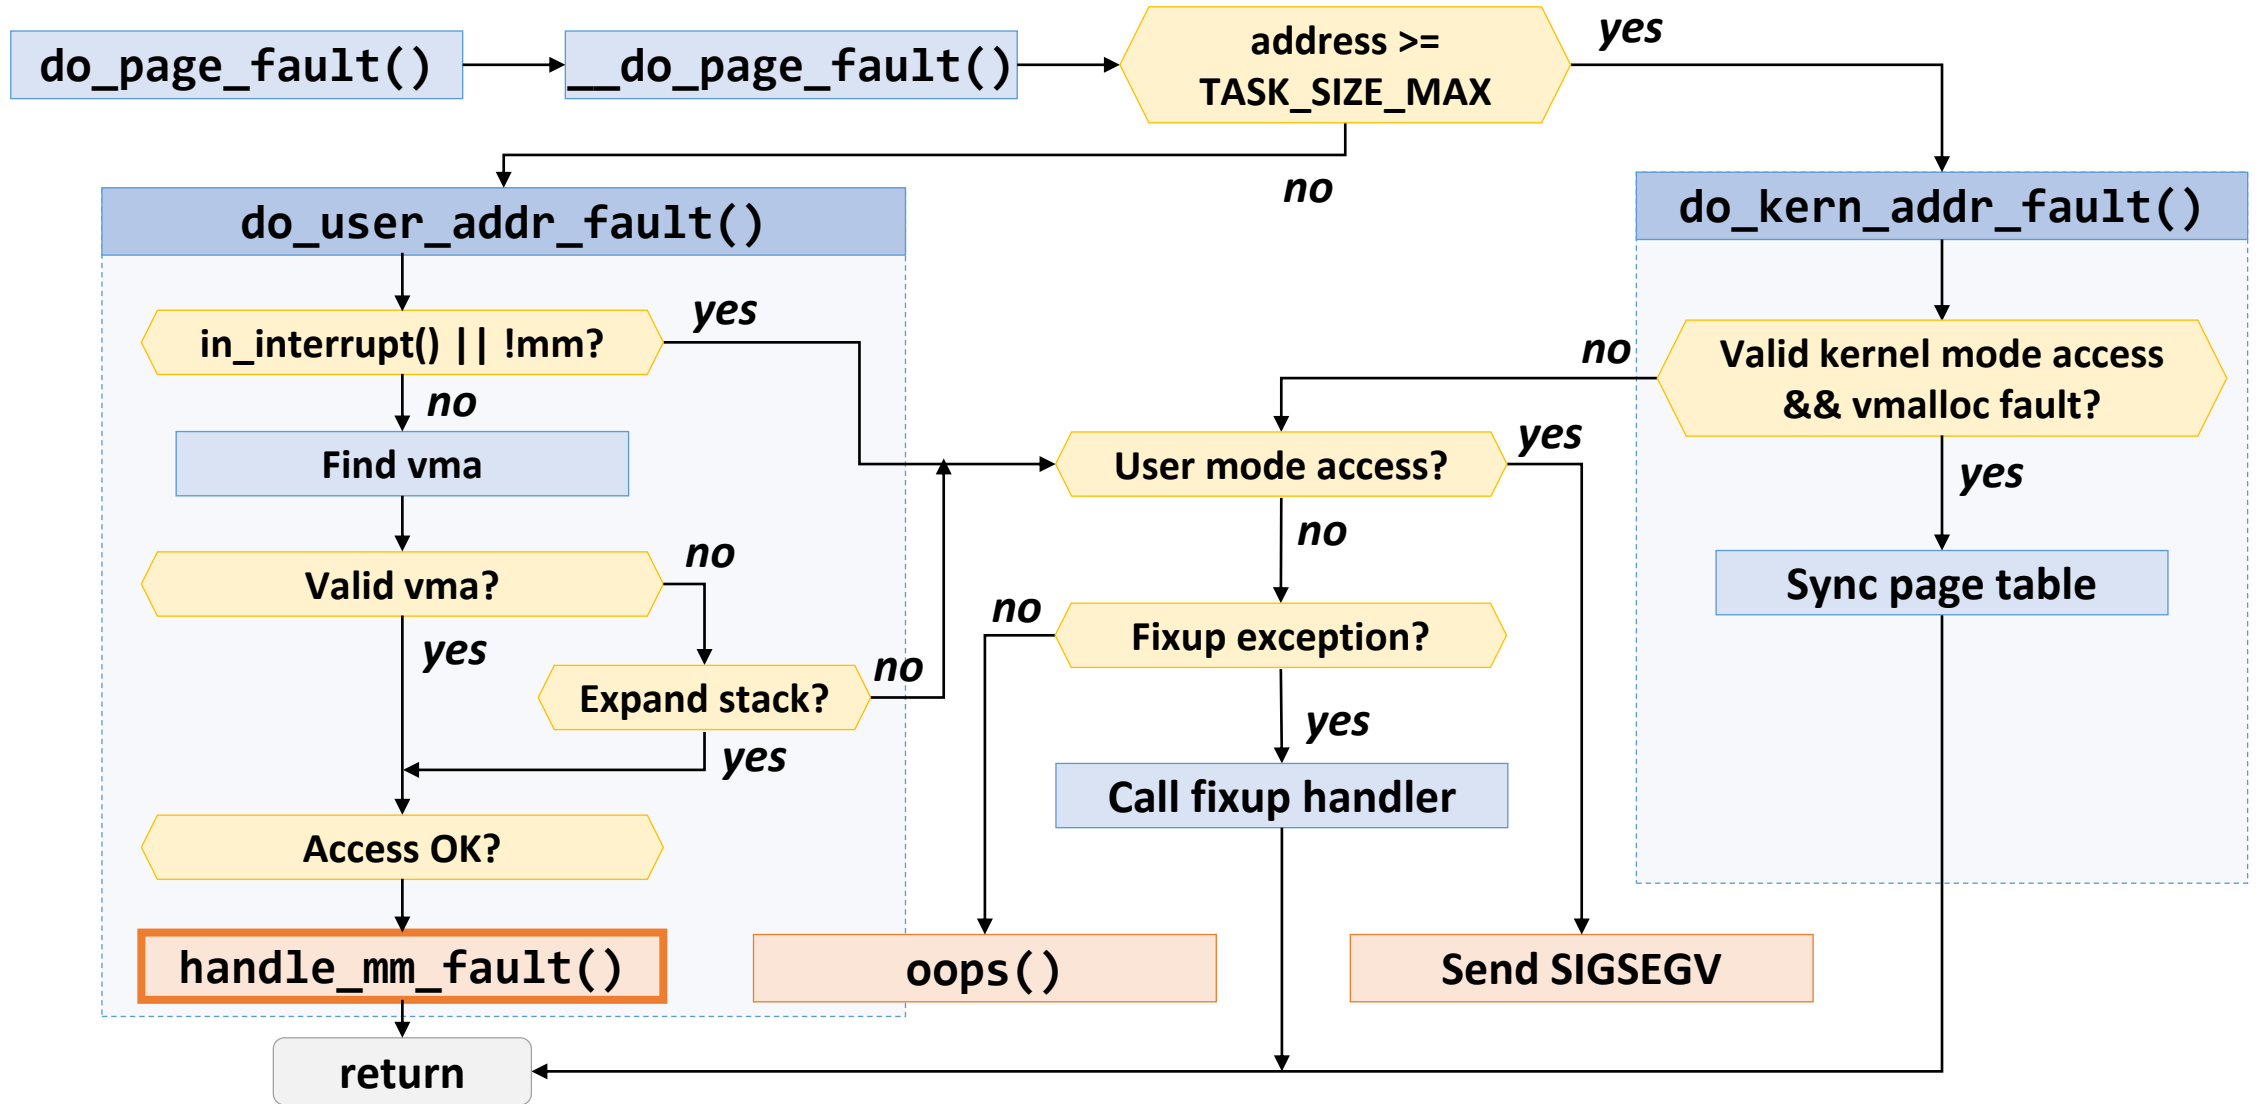 do_page_fault()
__do_page_fault()
address >=
TASK_SIZE_MAX
yes
no
do_user_addr_fault()
do_kern_addr_fault()
in_interrupt() || !mm?
yes
no
Find vma
Valid vma?
no
yes
Expand stack?
no
yes
Access OK?
handle_mm_fault()
return
Valid kernel mode access
&& vmalloc fault?
no
yes
Sync page table
User mode access?
yes
no
Fixup exception?
no
yes
Call fixup handler
oops()
Send SIGSEGV